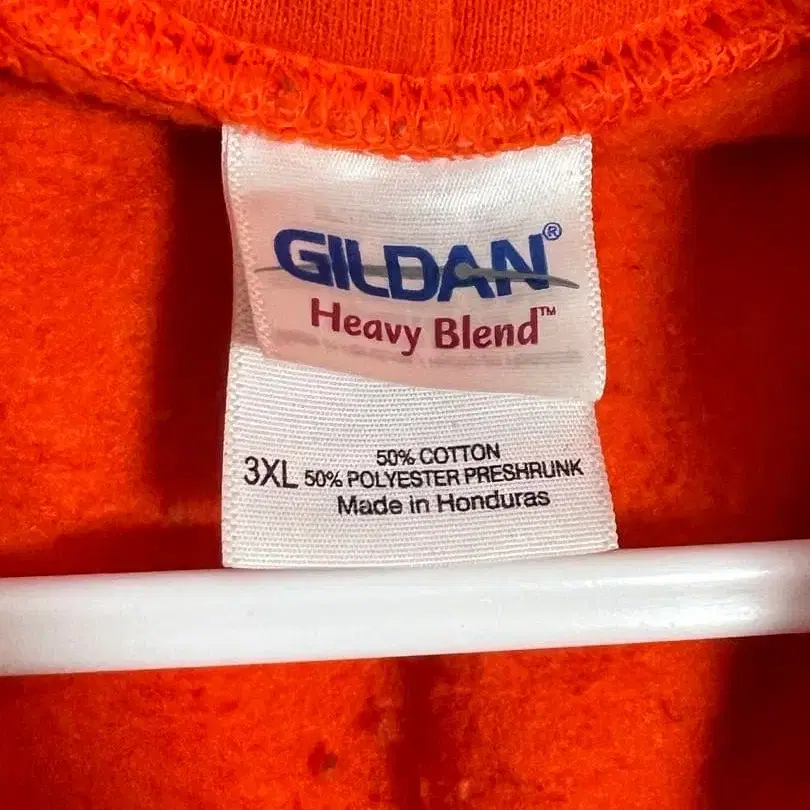 GILDAN®
Heavy Blend™
50% COTTON
3XL 50% POLYESTER PRESHRUNK
Made in Honduras